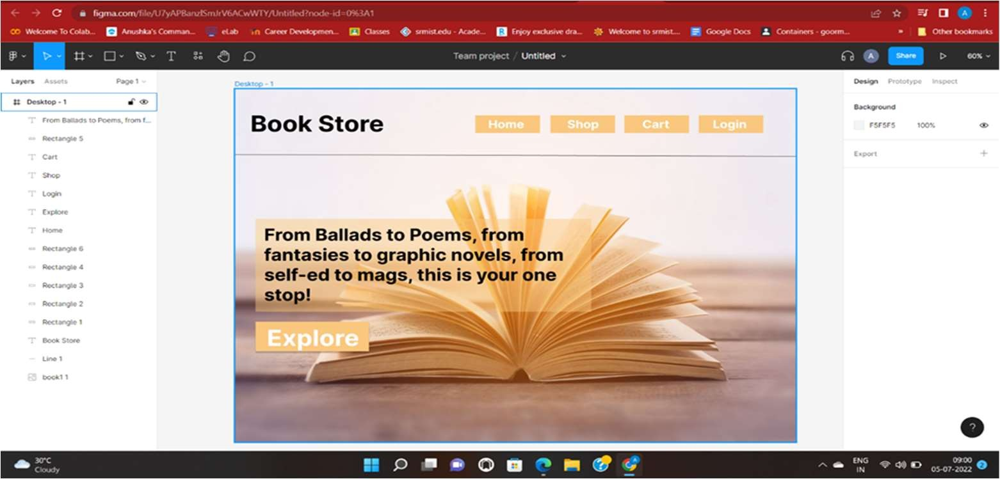 figma.com/file/U7yAPBanzlSmJrV6ACwWTY/Untitled?node-id=0%3A1
A
Welcome To Colab... Anushka's Comman... eLab Career Developmen... Classes srmist.edu - Acade... Enjoy exclusive dra... Welcome to srmist.... Google Docs Containers - goorm... » Other bookmarks
Team project / Untitled A Share 60%
Layers Assets Page 1
Desktop - 1
From Ballads to Poems, from f...
Rectangle 5
Cart
Shop
Login
Explore
Home
Rectangle 6
Rectangle 4
Rectangle 3
Rectangle 2
Rectangle 1
Book Store
Line 1
book1 1
Desktop - 1
Book Store Home Shop Cart Login
From Ballads to Poems, from
fantasies to graphic novels, from
self-ed to mags, this is your one
stop!
Explore
Design Prototype Inspect
Background
F5F5F5 100%
Export +
?
30°C
Cloudy
ENG
IN
09:00
05-07-2022
2